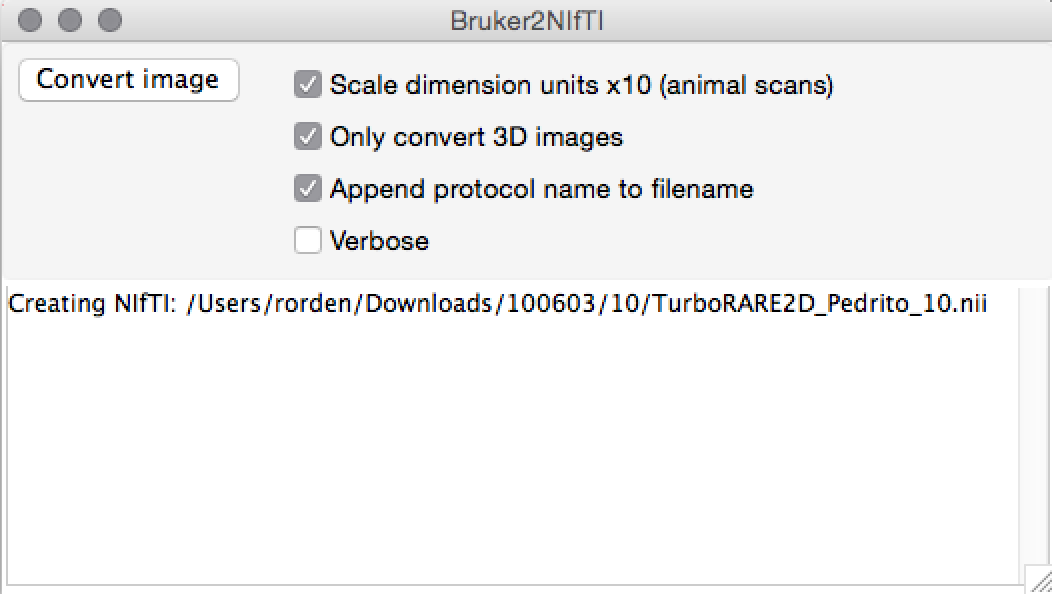 Bruker2NIfTI
Convert image
Scale dimension units x10 (animal scans)
Only convert 3D images
Append protocol name to filename
Verbose
Creating NIfTI: /Users/rorden/Downloads/100603/10/TurboRARE2D_Pedrito_10.nii